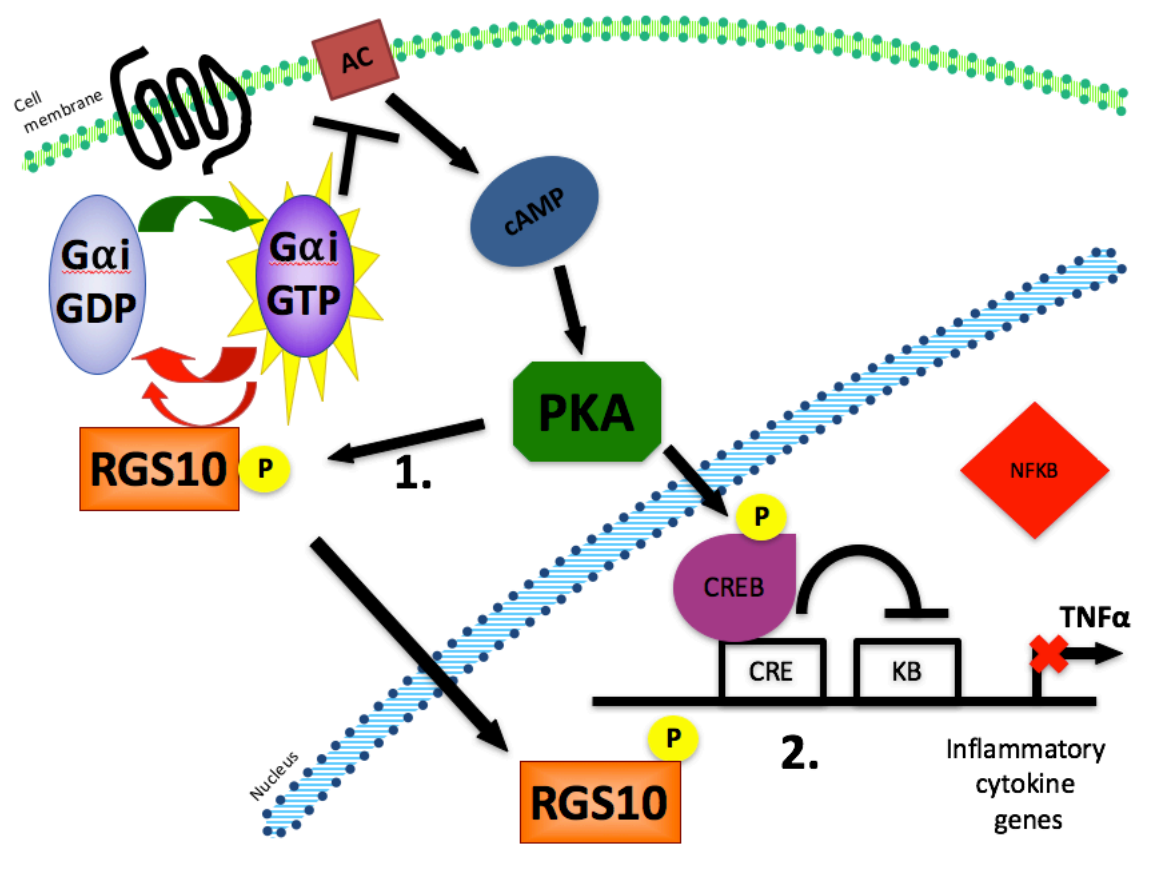 Cell
membrane
AC
cAMP
Gαi
GDP
Gαi
GTP
PKA
RGS10
P
1.
NFKB
P
CREB
TNFα
CRE
KB
P
2.
Nucleus
RGS10
Inflammatory
cytokine
genes